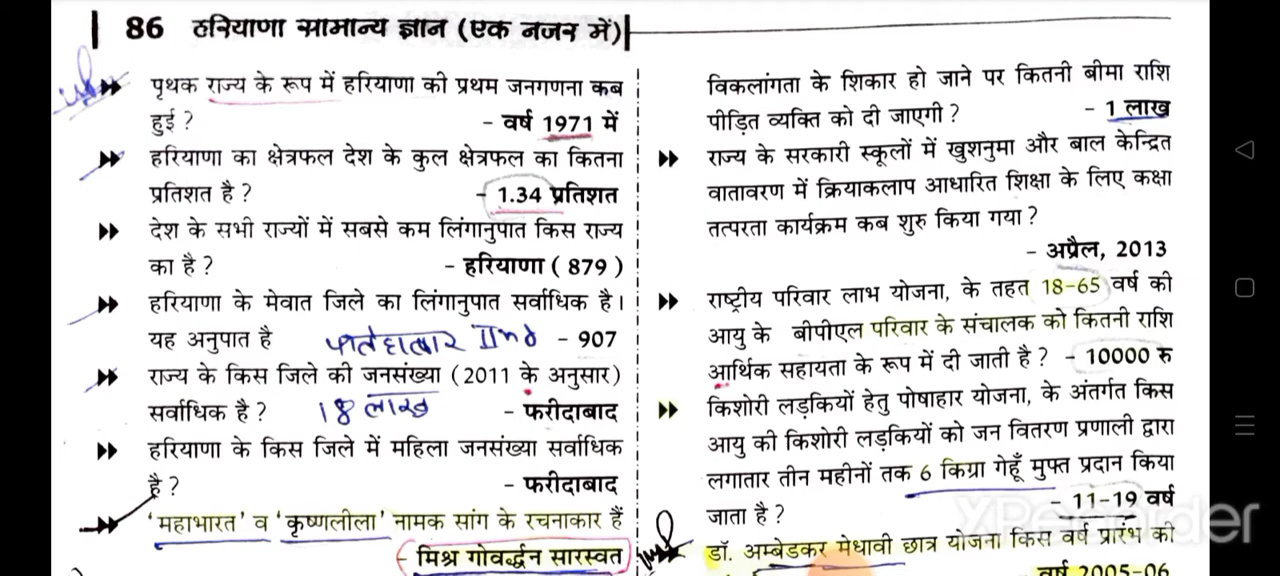 86 हरियाणा सामान्य ज्ञान (एक नजर में)
पृथक राज्य के रूप में हरियाणा की प्रथम जनगणना कब
हुई? - वर्ष 1971 में
हरियाणा का क्षेत्रफल देश के कुल क्षेत्रफल का कितना
प्रतिशत है? - 1.34 प्रतिशत
देश के सभी राज्यों में सबसे कम लिंगानुपात किस राज्य
का है? - हरियाणा (879)
हरियाणा के मेवात जिले का लिंगानुपात सर्वाधिक है।
यह अनुपात है IInd - 907
राज्य के किस जिले की जनसंख्या (2011 के अनुसार)
सर्वाधिक है? 18 लाख - फरीदाबाद
हरियाणा के किस जिले में महिला जनसंख्या सर्वाधिक
है? - फरीदाबाद
'महाभारत' व 'कृष्णलीला' नामक सांग के रचनाकार हैं
- मिश्र गोवर्द्धन सारस्वत
विकलांगता के शिकार हो जाने पर कितनी बीमा राशि
पीड़ित व्यक्ति को दी जाएगी? - 1 लाख
राज्य के सरकारी स्कूलों में खुशनुमा और बाल केन्द्रित
वातावरण में क्रियाकलाप आधारित शिक्षा के लिए कक्षा
तत्परता कार्यक्रम कब शुरु किया गया?
- अप्रैल, 2013
राष्ट्रीय परिवार लाभ योजना, के तहत 18-65 वर्ष की
आयु के बीपीएल परिवार के संचालक को कितनी राशि
आर्थिक सहायता के रूप में दी जाती है? - 10000 रु
किशोरी लड़कियों हेतु पोषाहार योजना, के अंतर्गत किस
आयु की किशोरी लड़कियों को जन वितरण प्रणाली द्वारा
लगातार तीन महीनों तक 6 किग्रा गेहूँ मुफ्त प्रदान किया
जाता है? - 11-19 वर्ष
डॉ. अम्बेडकर मेधावी छात्र योजना किस वर्ष प्रारंभ की
वर्ष 2005-06
XRecorder